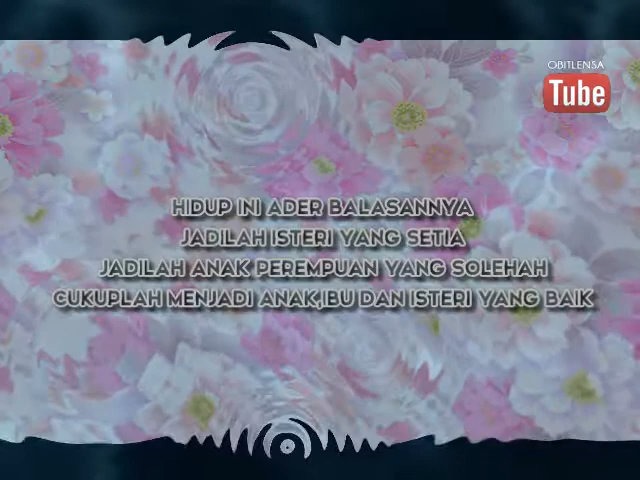 OBITLENSA
Tube
HIDUP INI ADER BALASANNYA
JADILAH ISTERI YANG SETIA
JADILAH ANAK PEREMPUAN YANG SOLEHAH
CUKUPLAH MENJADI ANAK,IBU DAN ISTERI YANG BAIK